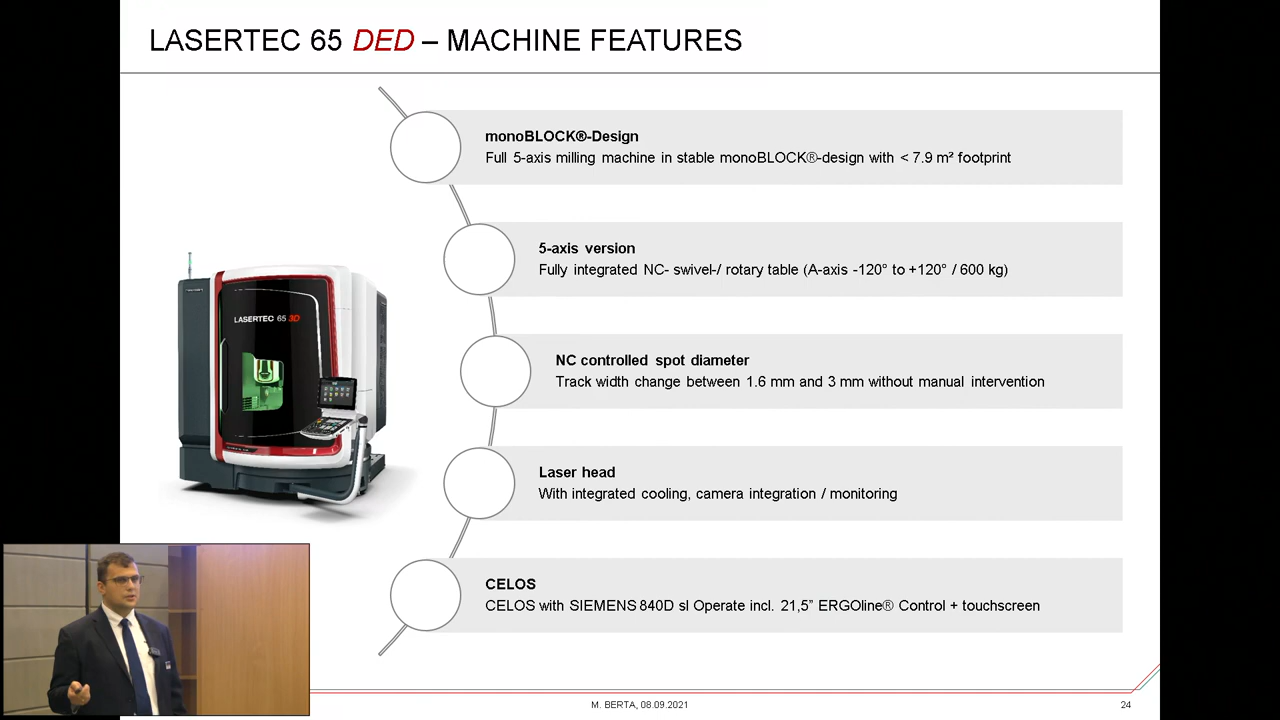 LASERTEC 65 DED – MACHINE FEATURES
monoBLOCK®-Design
Full 5-axis milling machine in stable monoBLOCK®-design with < 7.9 m² footprint
5-axis version
Fully integrated NC- swivel-/ rotary table (A-axis -120° to +120° / 600 kg)
LASERTEC 65 3D
NC controlled spot diameter
Track width change between 1.6 mm and 3 mm without manual intervention
Laser head
With integrated cooling, camera integration / monitoring
CELOS
CELOS with SIEMENS 840D sl Operate incl. 21,5” ERGOline® Control + touchscreen
M. BERTA, 08.09.2021
24